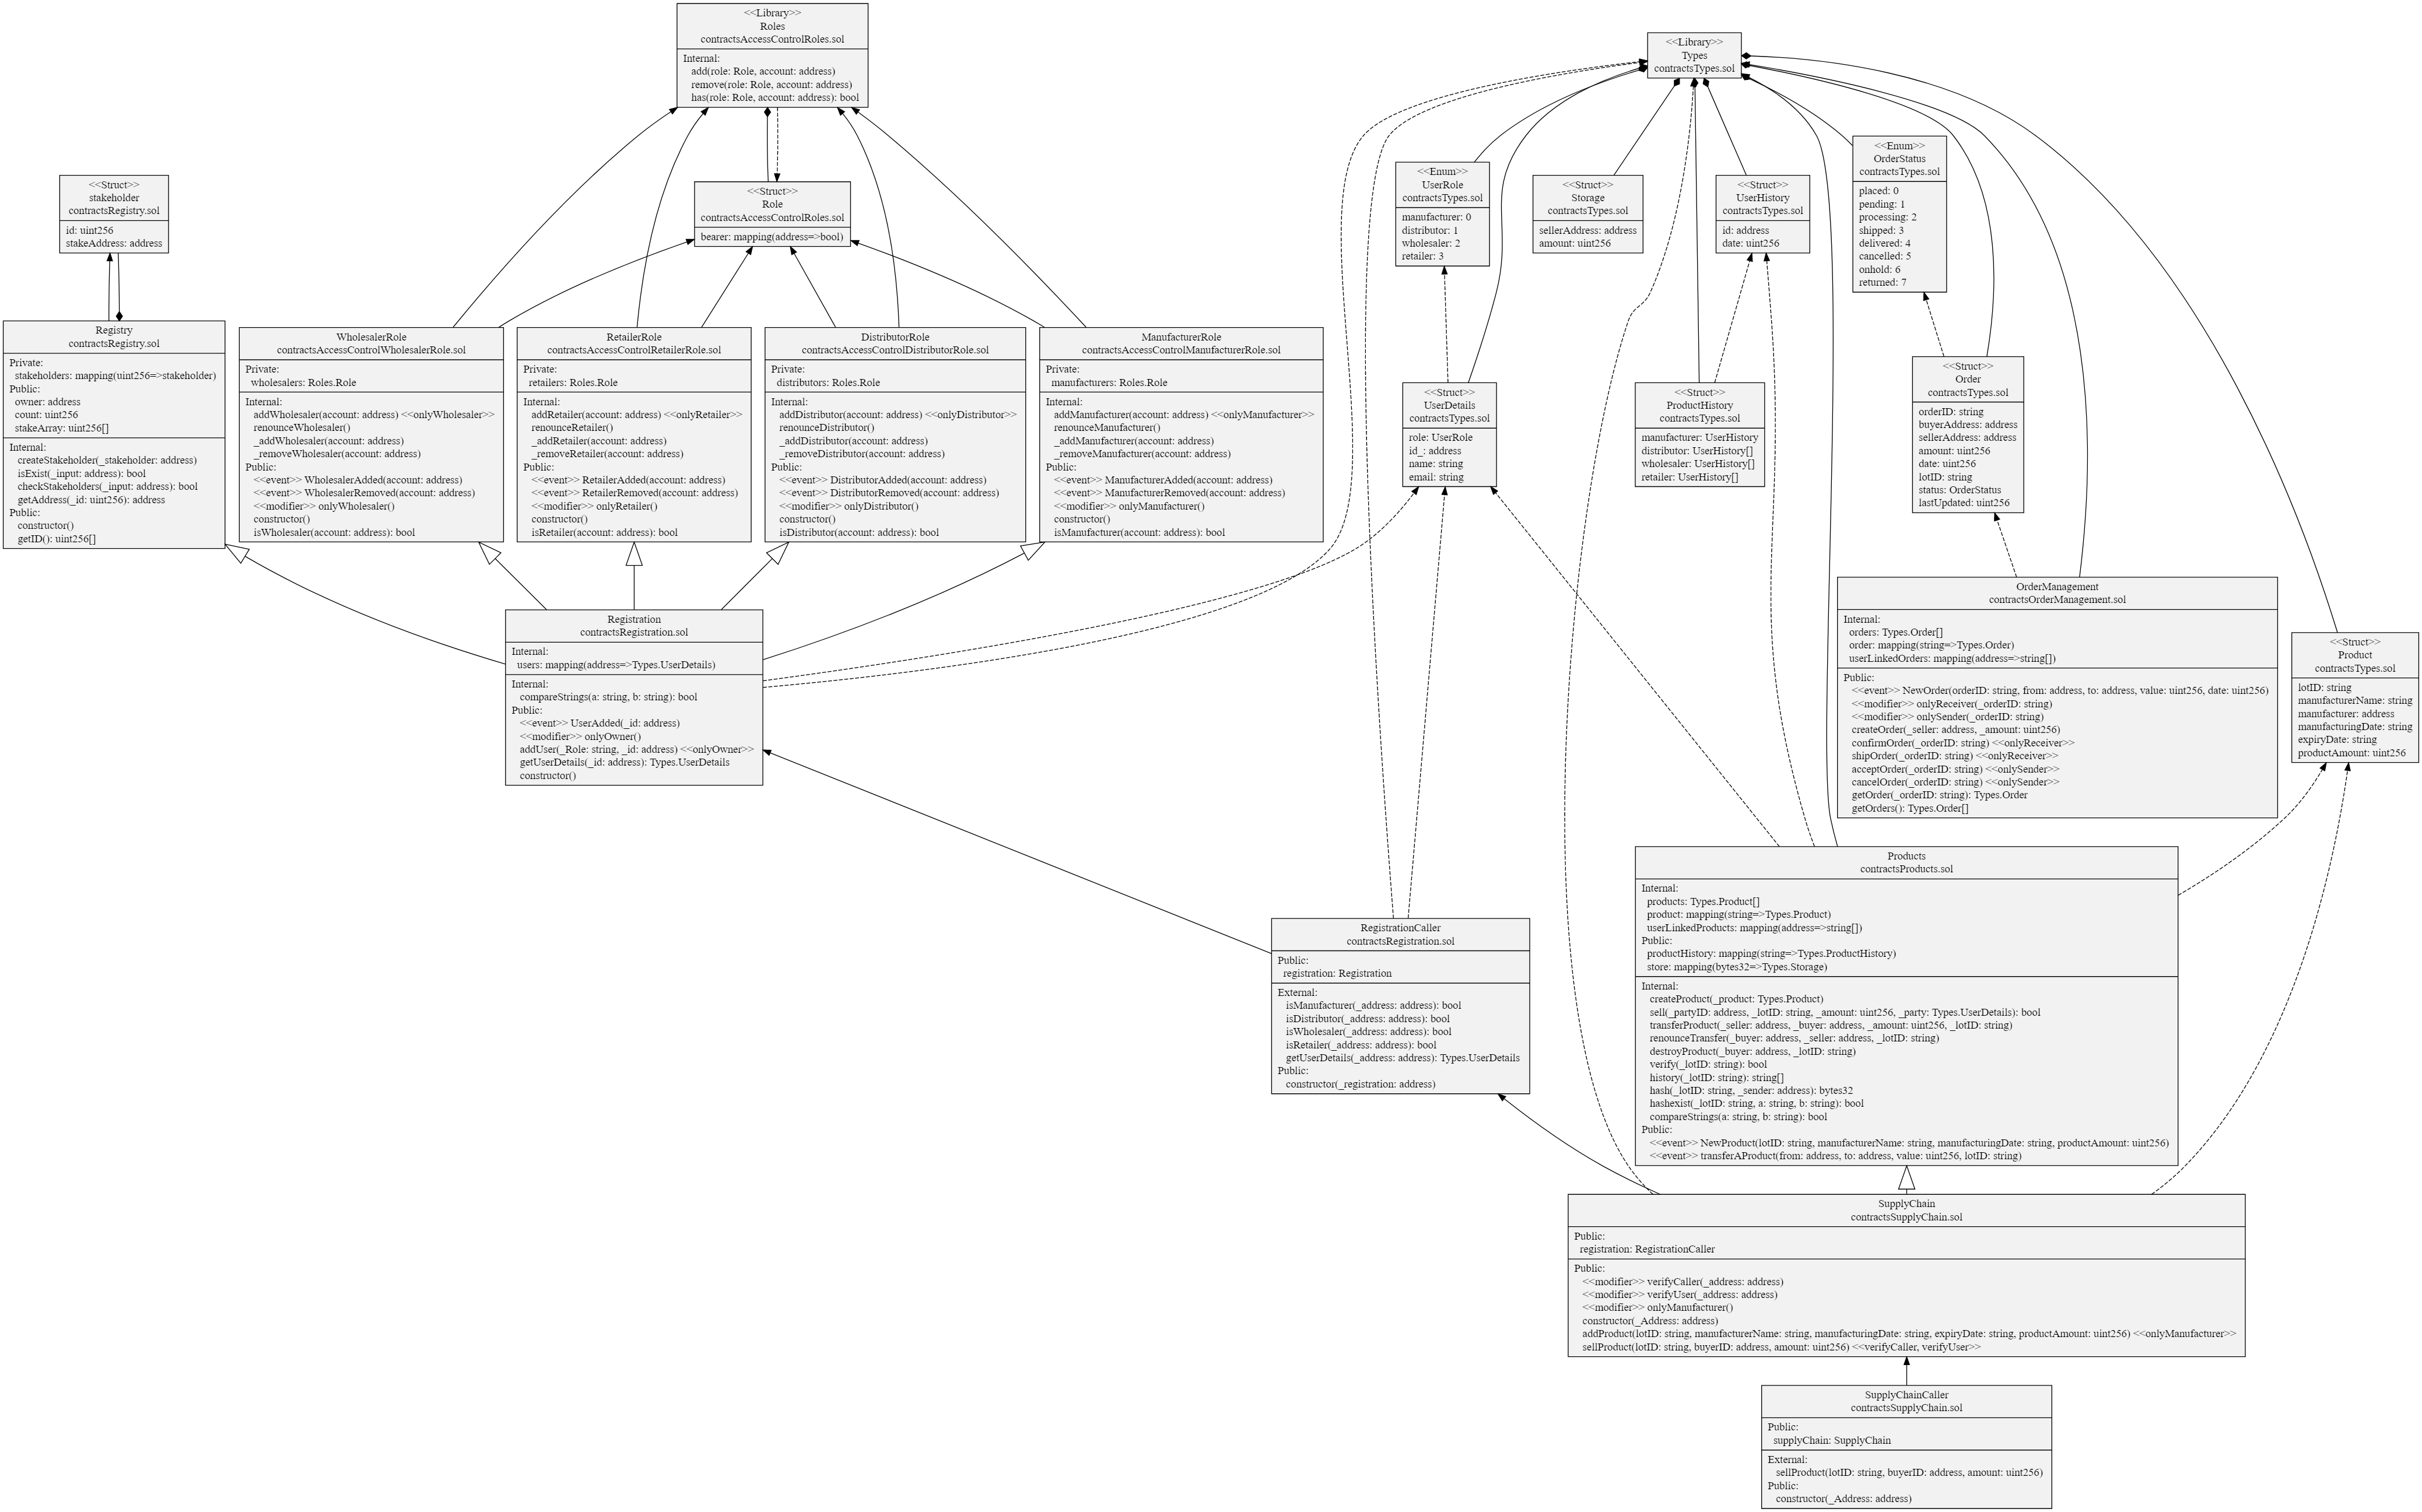 <<Library>>
Roles
contractsAccessControlRoles.sol
Internal:
add(role: Role, account: address)
remove(role: Role, account: address)
has(role: Role, account: address): bool
<<Library>>
Types
contractsTypes.sol
<<Struct>>
stakeholder
contractsRegistry.sol
id: uint256
stakeAddress: address
<<Struct>>
Role
contractsAccessControlRoles.sol
bearer: mapping(address=>bool)
<<Enum>>
UserRole
contractsTypes.sol
manufacturer: 0
distributor: 1
wholesaler: 2
retailer: 3
<<Struct>>
Storage
contractsTypes.sol
sellerAddress: address
amount: uint256
<<Struct>>
UserHistory
contractsTypes.sol
id: address
date: uint256
<<Enum>>
OrderStatus
contractsTypes.sol
placed: 0
pending: 1
processing: 2
shipped: 3
delivered: 4
cancelled: 5
onhold: 6
returned: 7
Registry
contractsRegistry.sol
Private:
stakeholders: mapping(uint256=>stakeholder)
Public:
owner: address
count: uint256
stakeArray: uint256[]
Internal:
createStakeholder(_stakeholder: address)
isExist(_input: address): bool
checkStakeholders(_input: address): bool
getAddress(_id: uint256): address
Public:
constructor()
getID(): uint256[]
WholesalerRole
contractsAccessControlWholesalerRole.sol
Private:
wholesalers: Roles.Role
Internal:
addWholesaler(account: address) <<onlyWholesaler>>
renounceWholesaler()
_addWholesaler(account: address)
_removeWholesaler(account: address)
Public:
<<event>> WholesalerAdded(account: address)
<<event>> WholesalerRemoved(account: address)
<<modifier>> onlyWholesaler()
constructor()
isWholesaler(account: address): bool
RetailerRole
contractsAccessControlRetailerRole.sol
Private:
retailers: Roles.Role
Internal:
addRetailer(account: address) <<onlyRetailer>>
renounceRetailer()
_addRetailer(account: address)
_removeRetailer(account: address)
Public:
<<event>> RetailerAdded(account: address)
<<event>> RetailerRemoved(account: address)
<<modifier>> onlyRetailer()
constructor()
isRetailer(account: address): bool
DistributorRole
contractsAccessControlDistributorRole.sol
Private:
distributors: Roles.Role
Internal:
addDistributor(account: address) <<onlyDistributor>>
renounceDistributor()
_addDistributor(account: address)
_removeDistributor(account: address)
Public:
<<event>> DistributorAdded(account: address)
<<event>> DistributorRemoved(account: address)
<<modifier>> onlyDistributor()
constructor()
isDistributor(account: address): bool
ManufacturerRole
contractsAccessControlManufacturerRole.sol
Private:
manufacturers: Roles.Role
Internal:
addManufacturer(account: address) <<onlyManufacturer>>
renounceManufacturer()
_addManufacturer(account: address)
_removeManufacturer(account: address)
Public:
<<event>> ManufacturerAdded(account: address)
<<event>> ManufacturerRemoved(account: address)
<<modifier>> onlyManufacturer()
constructor()
isManufacturer(account: address): bool
<<Struct>>
UserDetails
contractsTypes.sol
role: UserRole
id_: address
name: string
email: string
<<Struct>>
ProductHistory
contractsTypes.sol
manufacturer: UserHistory
distributor: UserHistory[]
wholesaler: UserHistory[]
retailer: UserHistory[]
<<Struct>>
Order
contractsTypes.sol
orderID: string
buyerAddress: address
sellerAddress: address
amount: uint256
date: uint256
lotID: string
status: OrderStatus
lastUpdated: uint256
Registration
contractsRegistration.sol
Internal:
users: mapping(address=>Types.UserDetails)
Internal:
compareStrings(a: string, b: string): bool
Public:
<<event>> UserAdded(_id: address)
<<modifier>> onlyOwner()
addUser(_Role: string, _id: address) <<onlyOwner>>
getUserDetails(_id: address): Types.UserDetails
constructor()
OrderManagement
contractsOrderManagement.sol
Internal:
orders: Types.Order[]
order: mapping(string=>Types.Order)
userLinkedOrders: mapping(address=>string[])
Public:
<<event>> NewOrder(orderID: string, from: address, to: address, value: uint256, date: uint256)
<<modifier>> onlyReceiver(_orderID: string)
<<modifier>> onlySender(_orderID: string)
createOrder(_seller: address, _amount: uint256)
confirmOrder(_orderID: string) <<onlyReceiver>>
shipOrder(_orderID: string) <<onlyReceiver>>
acceptOrder(_orderID: string) <<onlySender>>
cancelOrder(_orderID: string) <<onlySender>>
getOrder(_orderID: string): Types.Order
getOrders(): Types.Order[]
<<Struct>>
Product
contractsTypes.sol
lotID: string
manufacturerName: string
manufacturer: address
manufacturingDate: string
expiryDate: string
productAmount: uint256
RegistrationCaller
contractsRegistration.sol
Public:
registration: Registration
External:
isManufacturer(_address: address): bool
isDistributor(_address: address): bool
isWholesaler(_address: address): bool
isRetailer(_address: address): bool
getUserDetails(_address: address): Types.UserDetails
Public:
constructor(_registration: address)
Products
contractsProducts.sol
Internal:
products: Types.Product[]
product: mapping(string=>Types.Product)
userLinkedProducts: mapping(address=>string[])
Public:
productHistory: mapping(string=>Types.ProductHistory)
store: mapping(bytes32=>Types.Storage)
Internal:
createProduct(_product: Types.Product)
sell(_partyID: address, _lotID: string, _amount: uint256, _party: Types.UserDetails): bool
transferProduct(_seller: address, _buyer: address, _amount: uint256, _lotID: string)
renounceTransfer(_buyer: address, _seller: address, _lotID: string)
destroyProduct(_buyer: address, _lotID: string)
verify(_lotID: string): bool
history(_lotID: string): string[]
hash(_lotID: string, _sender: address): bytes32
hashexist(_lotID: string, a: string, b: string): bool
compareStrings(a: string, b: string): bool
Public:
<<event>> NewProduct(lotID: string, manufacturerName: string, manufacturingDate: string, productAmount: uint256)
<<event>> transferAProduct(from: address, to: address, value: uint256, lotID: string)
SupplyChain
contractsSupplyChain.sol
Public:
registration: RegistrationCaller
Public:
<<modifier>> verifyCaller(_address: address)
<<modifier>> verifyUser(_address: address)
<<modifier>> onlyManufacturer()
constructor(_Address: address)
addProduct(lotID: string, manufacturerName: string, manufacturingDate: string, expiryDate: string, productAmount: uint256) <<onlyManufacturer>>
sellProduct(lotID: string, buyerID: address, amount: uint256) <<verifyCaller, verifyUser>>
SupplyChainCaller
contractsSupplyChain.sol
Public:
supplyChain: SupplyChain
External:
sellProduct(lotID: string, buyerID: address, amount: uint256)
Public:
constructor(_Address: address)